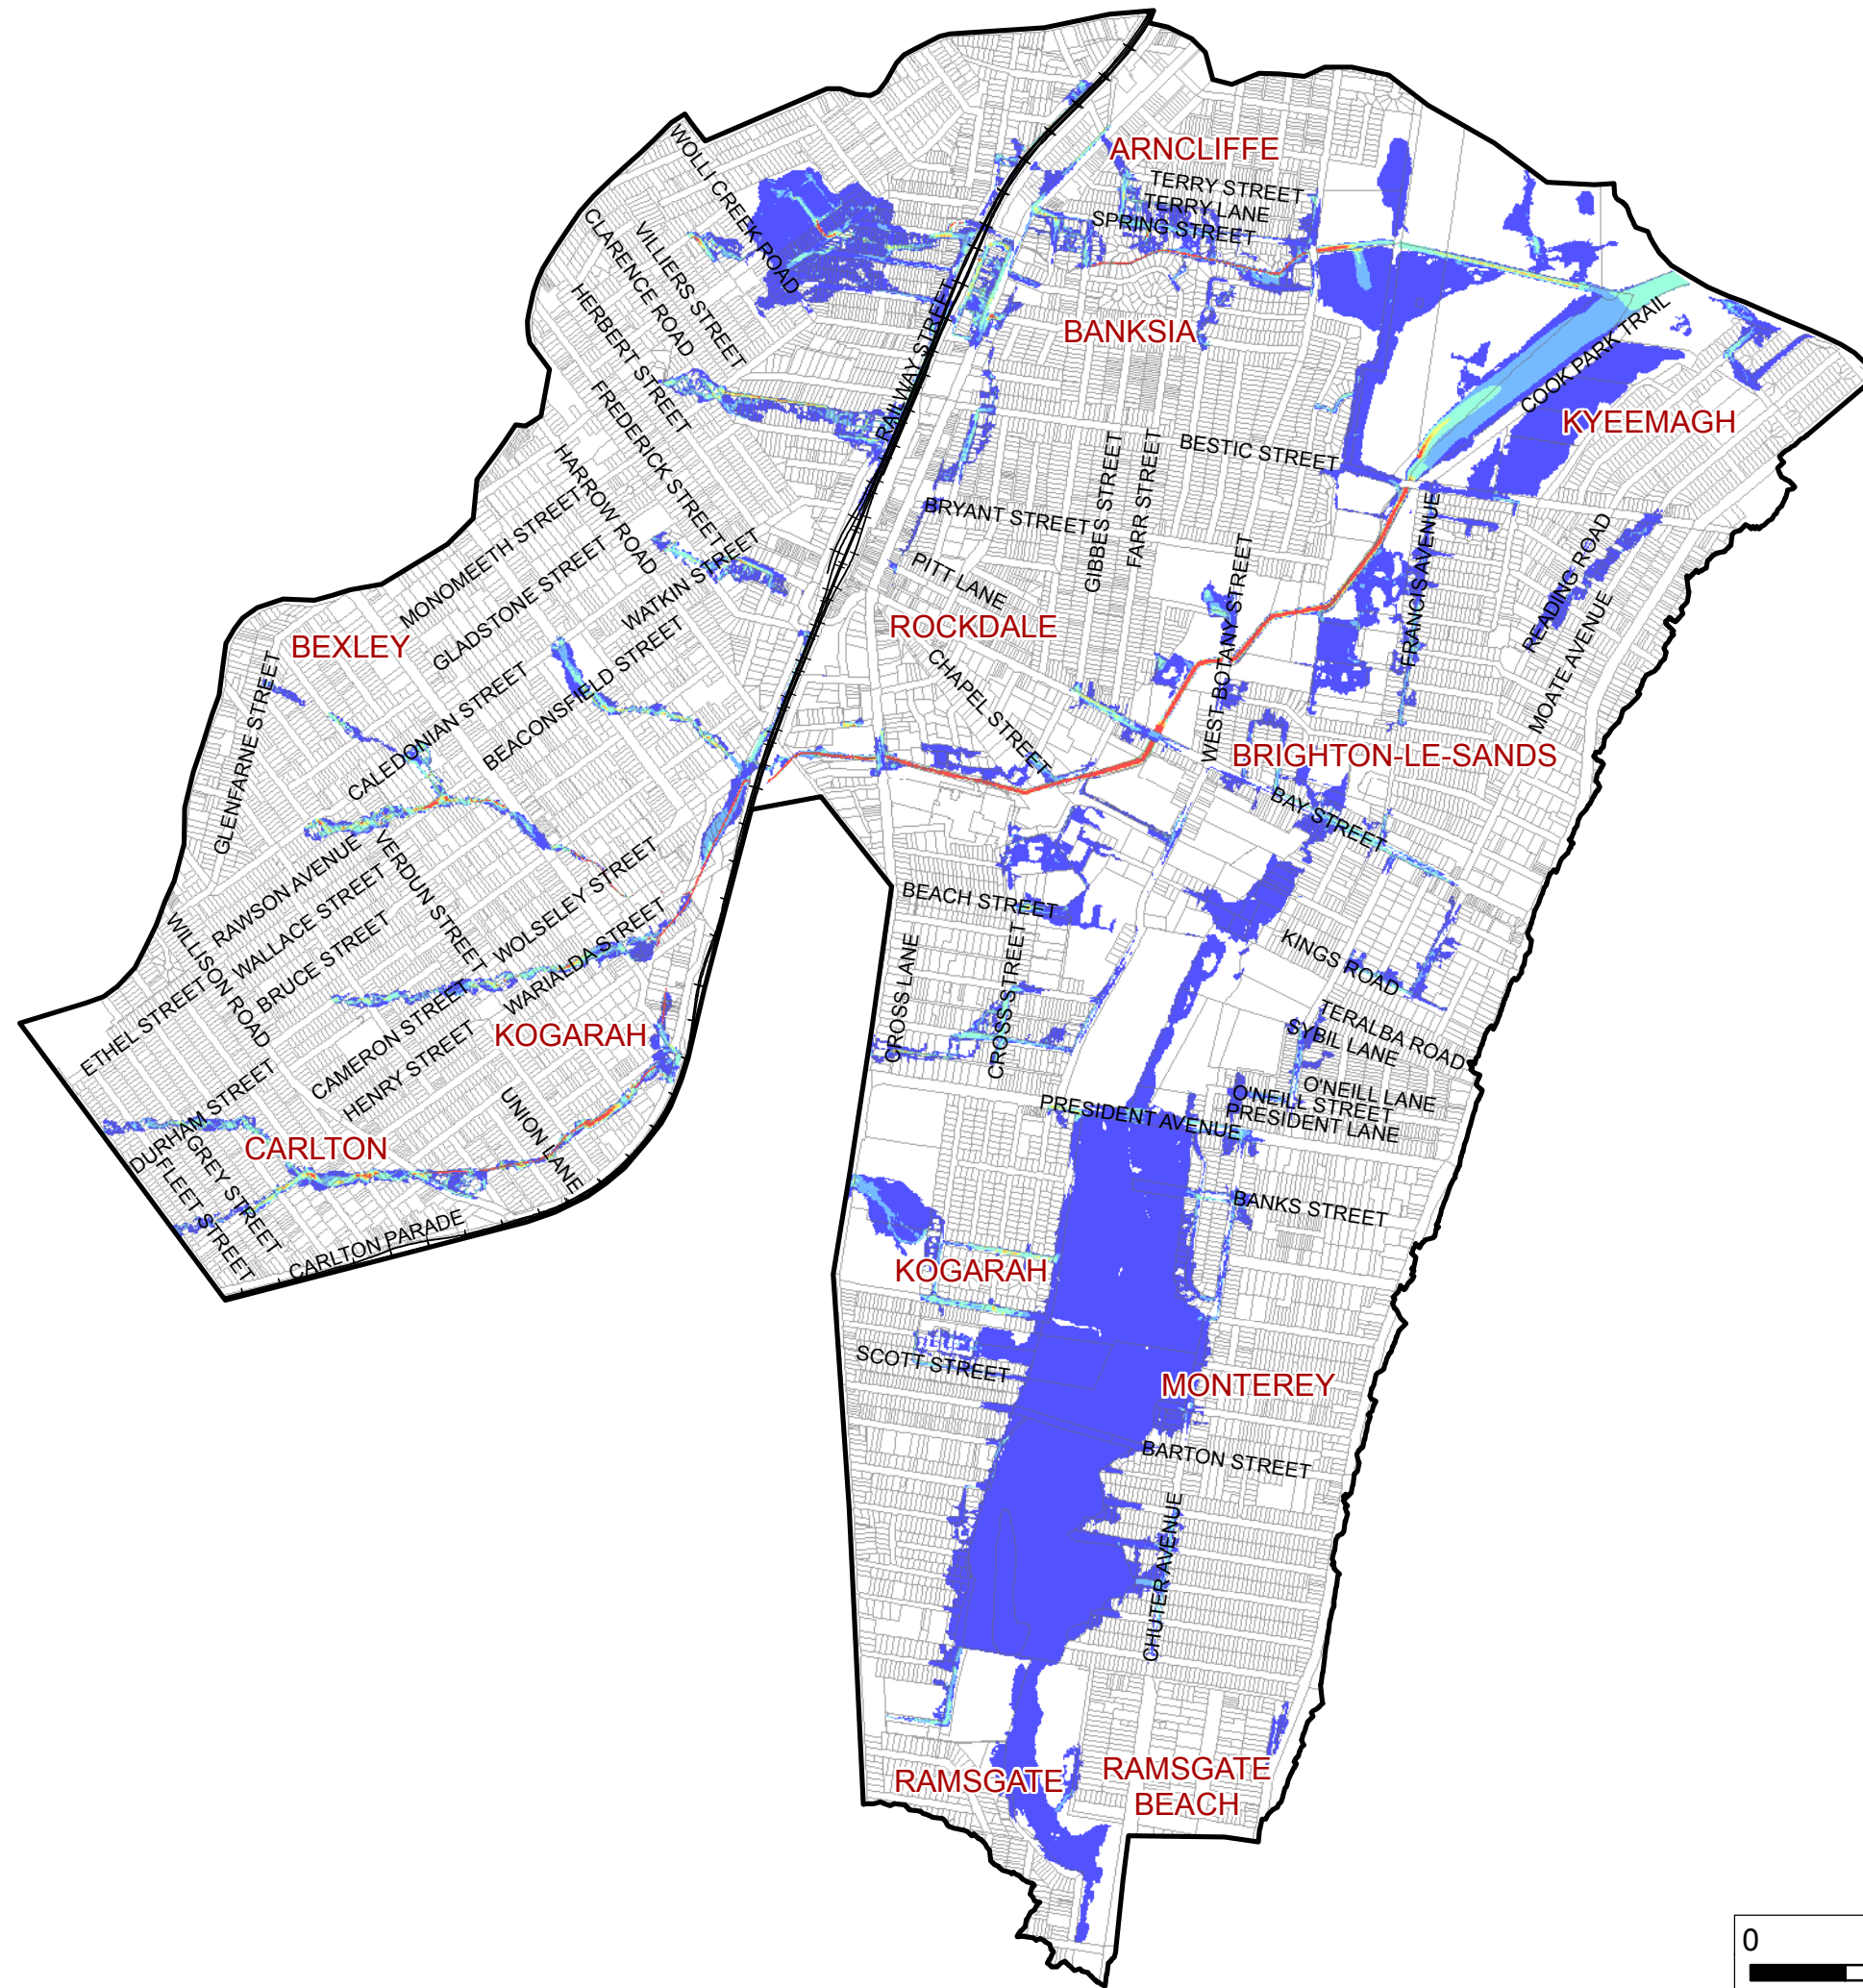 ARNCLIFFE
TERRY STREET
TERRY LANE
SPRING STREET
WOLLI CREEK ROAD
VILLIERS STREET
CLARENCE ROAD
HERBERT STREET
FREDERICK STREET
RAILWAY STREET
BANKSIA
COOK PARK TRAIL
KYEEMAGH
BESTIC STREET
GIBBES STREET
FARR STREET
BRYANT STREET
HARROW ROAD
MONOMEETH STREET
GLADSTONE STREET
WATKIN STREET
PITT LANE
ROCKDALE
WEST BOTANY STREET
FRANCIS AVENUE
READING ROAD
MOATE AVENUE
BEXLEY
GLENFARNE STREET
CALEDONIAN STREET
BEACONSFIELD STREET
CHAPEL STREET
BRIGHTON-LE-SANDS
BAY STREET
RAWSON AVENUE
VERDUN STREET
WALLACE STREET
BRUCE STREET
WILLISON ROAD
ETHEL STREET
WOLSELEY STREET
WARIALDA STREET
BEACH STREET
CROSS LANE
CROSS STREET
KINGS ROAD
TERALBA ROAD
SYBIL LANE
O'NEILL LANE
O'NEILL STREET
PRESIDENT LANE
PRESIDENT AVENUE
KOGARAH
CAMERON STREET
HENRY STREET
UNION LANE
DURHAM STREET
GREY STREET
FLEET STREET
CARLTON
CARLTON PARADE
BANKS STREET
KOGARAH
SCOTT STREET
MONTEREY
BARTON STREET
CHUTER AVENUE
RAMSGATE
RAMSGATE
BEACH
0